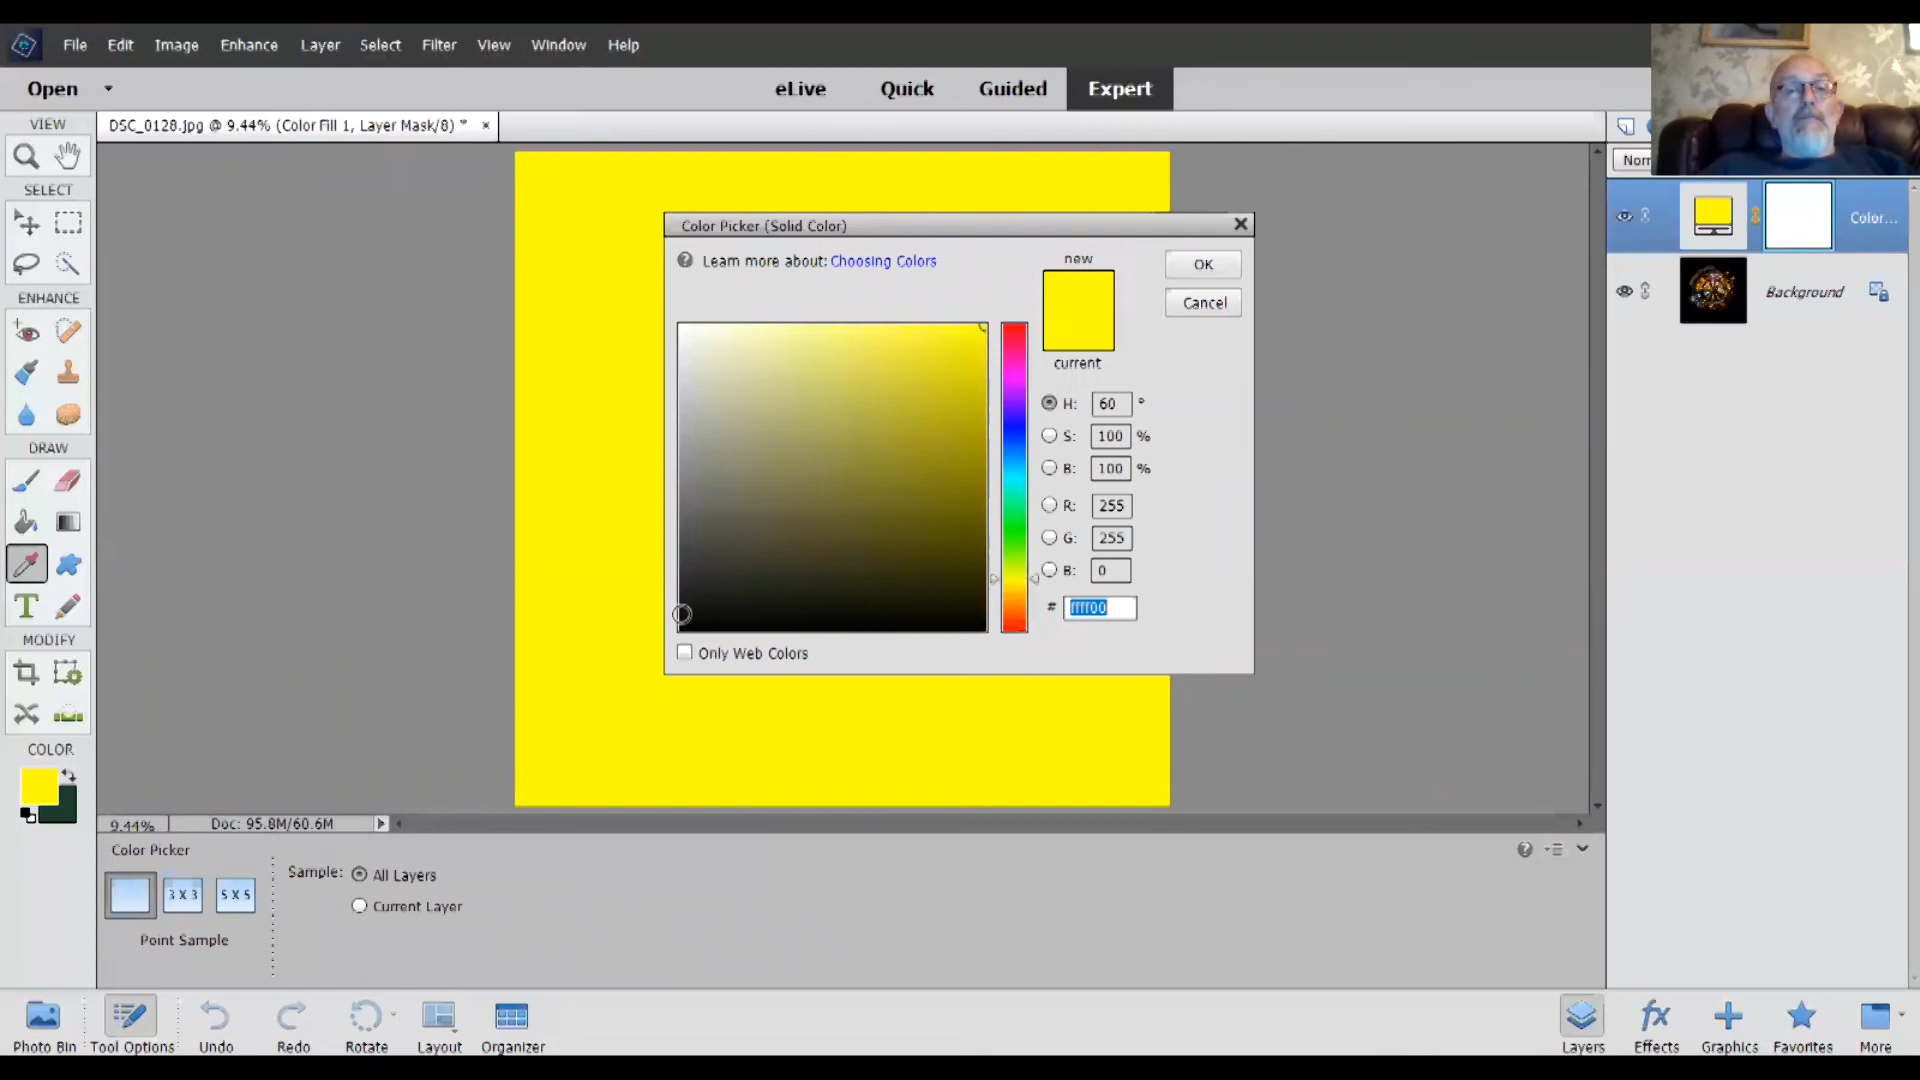 File Edit Image Enhance Layer Select Filter View Window Help
Open eLive Quick Guided Expert
VIEW DSC_0128.jpg @ 9.44% (Color Fill 1, Layer Mask/8) * ×
SELECT
ENHANCE
DRAW
T
MODIFY
COLOR
Color Picker (Solid Color)
Learn more about: Choosing Colors
new
OK
Cancel
current
H: 60 °
S: 100 %
B: 100 %
R: 255
G: 255
B: 0
# ffff00
Only Web Colors
Color...
Background
9.44% Doc: 95.8M/60.6M
Color Picker
Sample: All Layers
Current Layer
3 X 3 5 X 5
Point Sample
Photo Bin Tool Options Undo Redo Rotate Layout Organizer
fx
Layers Effects Graphics Favorites More